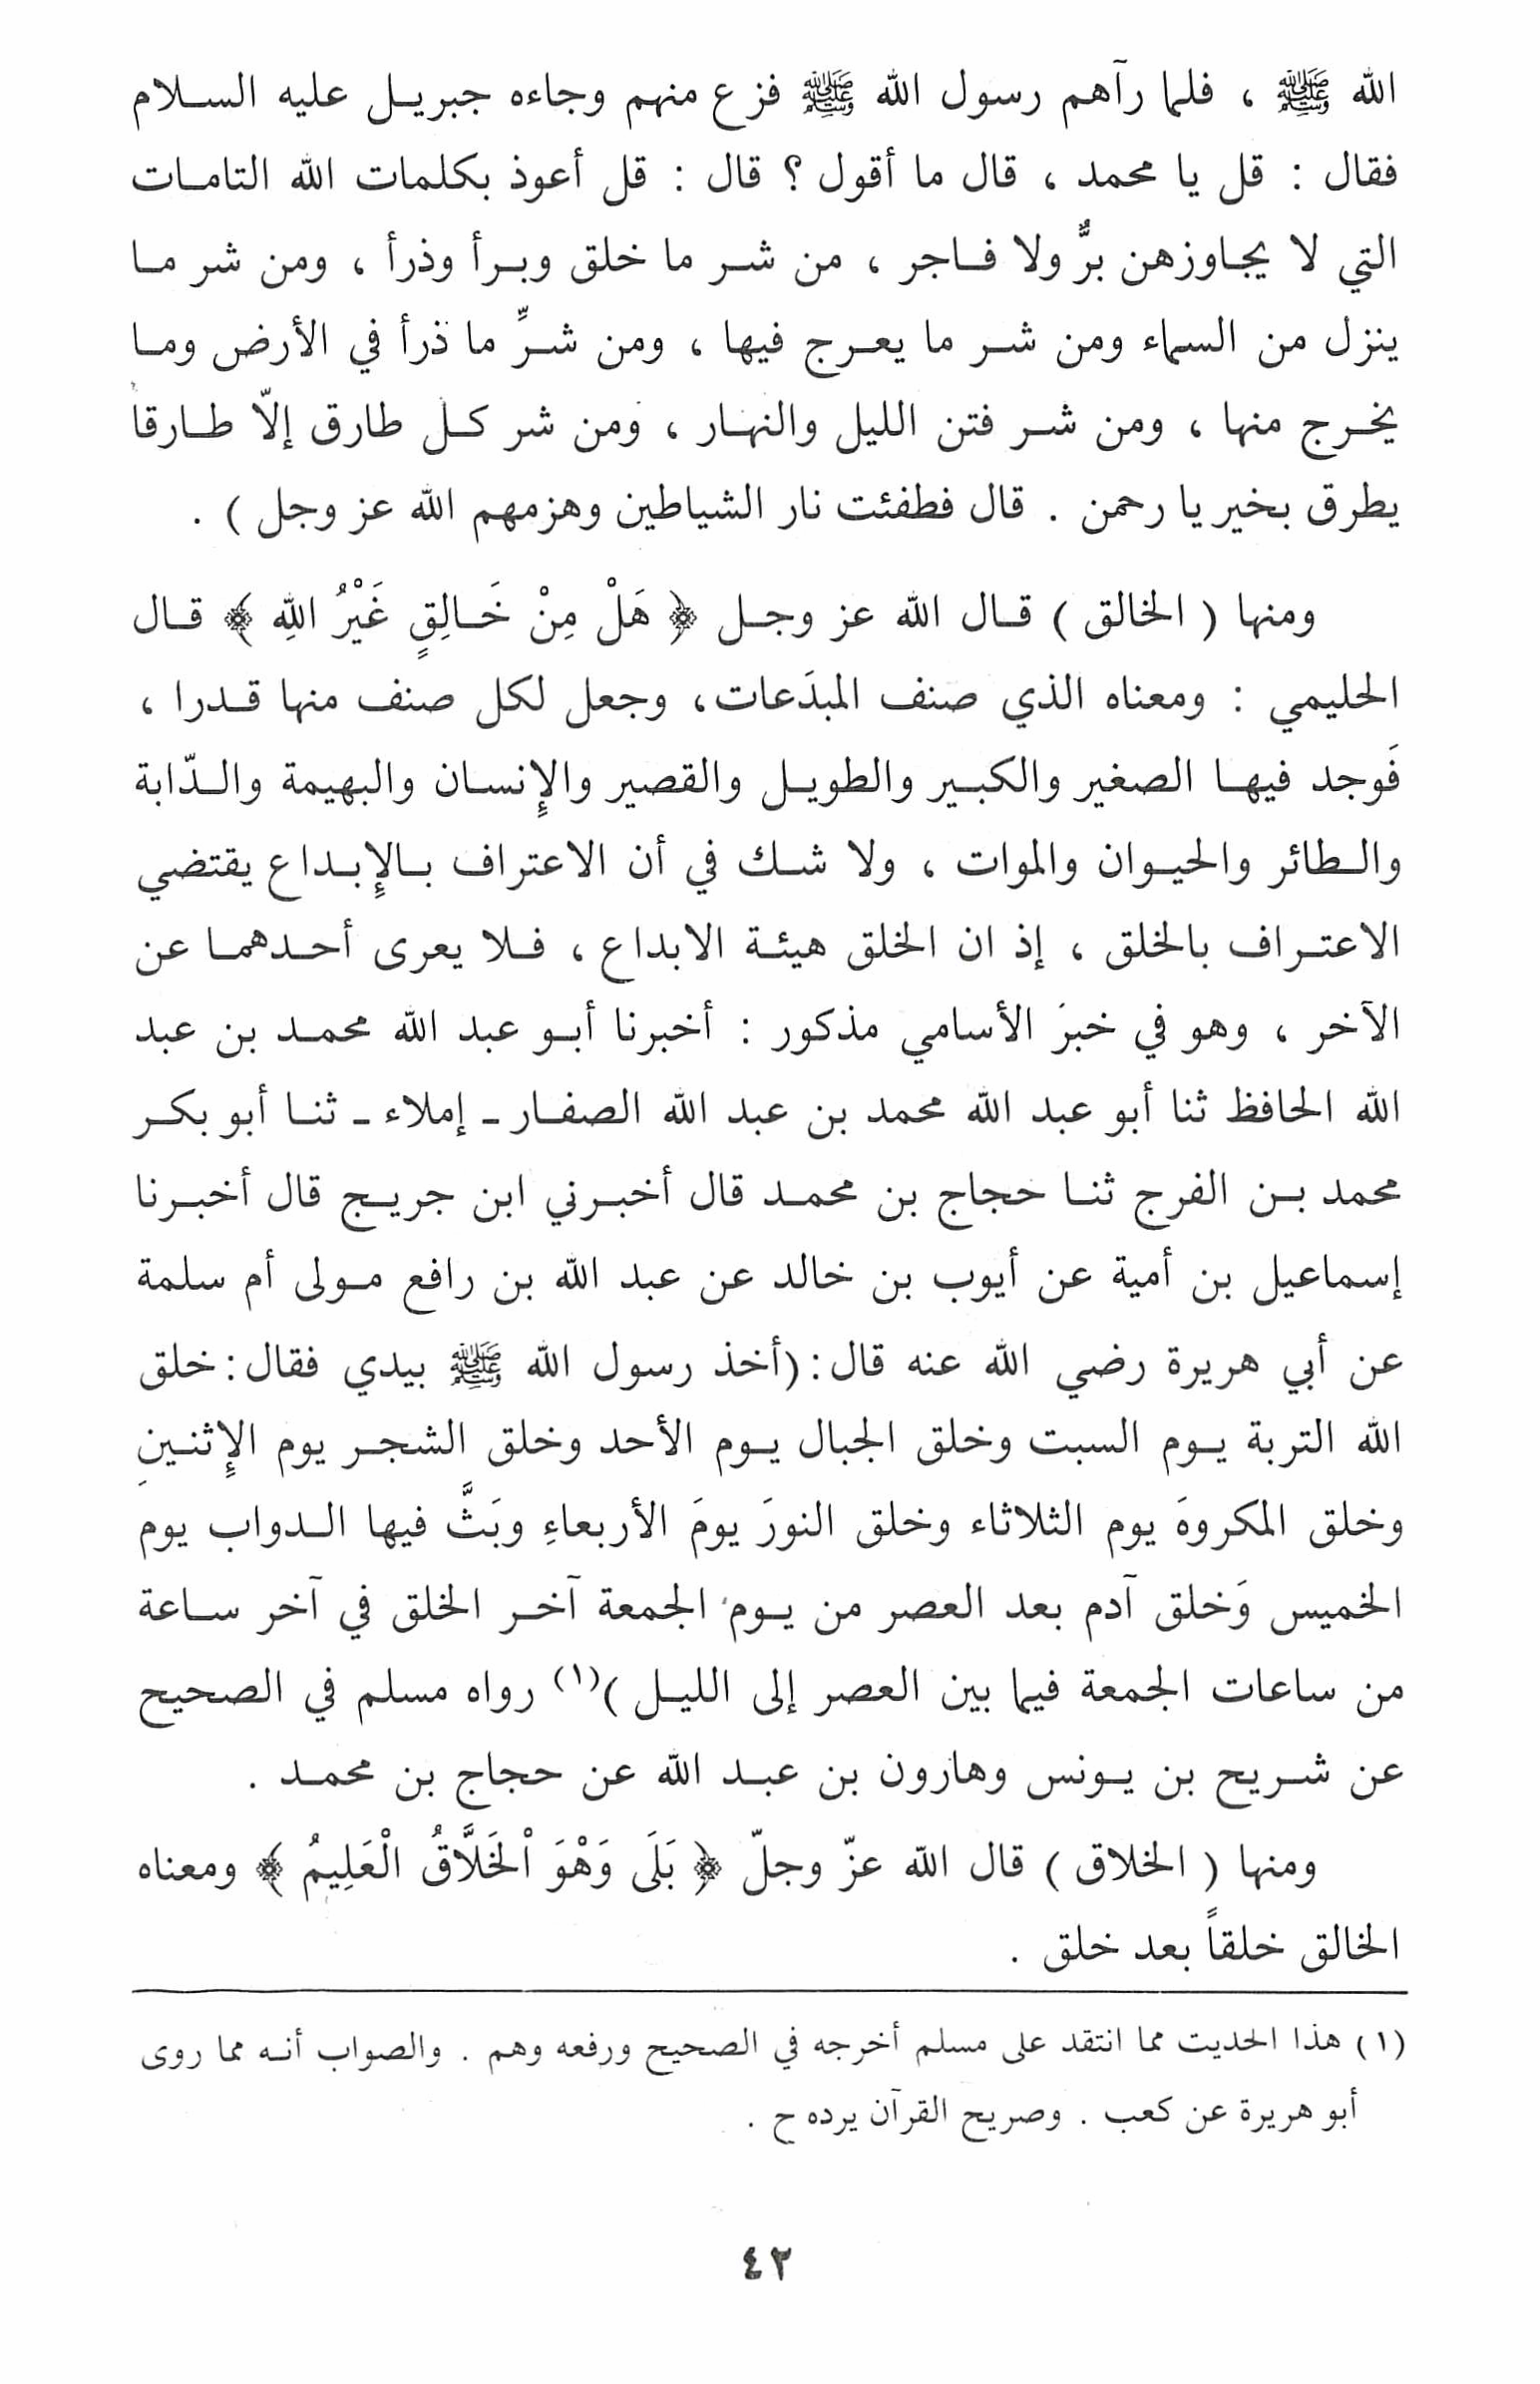 الله ﷺ ، فلما رآهم رسول الله ﷺ فزع منهم وجاءه جبريل عليه السلام
فقال : قل يا محمد ، قال ما أقول ؟ قال : قل أعوذ بكلمات الله التامات
التي لا يجاوزهن برٌّ ولا فاجر ، من شر ما خلق وبرأ وذرأ ، ومن شر ما
ينزل من السماء ومن شر ما يعرج فيها ، ومن شرِّ ما ذرأ في الأرض وما
يخرج منها ، ومن شر فتن الليل والنهار ، ومن شر كل طارق إلّا طارقا
يطرق بخير يا رحمن . قال فطفئت نار الشياطين وهزمهم الله عز وجل ) .
ومنها ( الخالق ) قال الله عز وجل ﴿ هَلْ مِنْ خَالِقٍ غَيْرُ اللهِ ﴾ قال
الحليمي : ومعناه الذي صنف المبدَعات، وجعل لكل صنف منها قدرا ،
فَوجد فيها الصغير والكبير والطويل والقصير والإِنسان والبهيمة والدّابة
والطائر والحيوان والموات ، ولا شك في أن الاعتراف بالإِبداع يقتضي
الاعتراف بالخلق ، إذ ان الخلق هيئة الابداع ، فلا يعرى أحدهما عن
الآخر ، وهو في خبرَ الأسامي مذكور : أخبرنا أبو عبد الله محمد بن عبد
الله الحافظ ثنا أبو عبد الله محمد بن عبد الله الصفار ـ إملاء ـ ثنا أبو بكر
محمد بن الفرج ثنا حجاج بن محمد قال أخبرني ابن جريج قال أخبرنا
إسماعيل بن أمية عن أيوب بن خالد عن عبد الله بن رافع مولى أم سلمة
عن أبي هريرة رضي الله عنه قال : (أخذ رسول الله ﷺ بيدي فقال : خلق
الله التربة يوم السبت وخلق الجبال يوم الأحد وخلق الشجر يوم الإِثنينِ
وخلق المكروهَ يوم الثلاثاء وخلق النورَ يومَ الأربعاءِ وبَثَّ فيها الدواب يوم
الخميس وَخلق آدم بعد العصر من يوم الجمعة آخر الخلق في آخر ساعة
من ساعات الجمعة فيما بين العصر إلى الليل )(١) رواه مسلم في الصحيح
عن شريح بن يونس وهارون بن عبد الله عن حجاج بن محمد .
ومنها ( الخلاق ) قال الله عزّ وجلّ ﴿ بَلَى وَهْوَ اْلخَلَّاقُ الْعَلِيمُ ﴾ ومعناه
الخالق خلقاً بعد خلق .
(١) هذا الحديت مما انتقد على مسلم أخرجه في الصحيح ورفعه وهم . والصواب أنه مما روى
أبو هريرة عن كعب . وصريح القرآن يرده ح .
٤٢